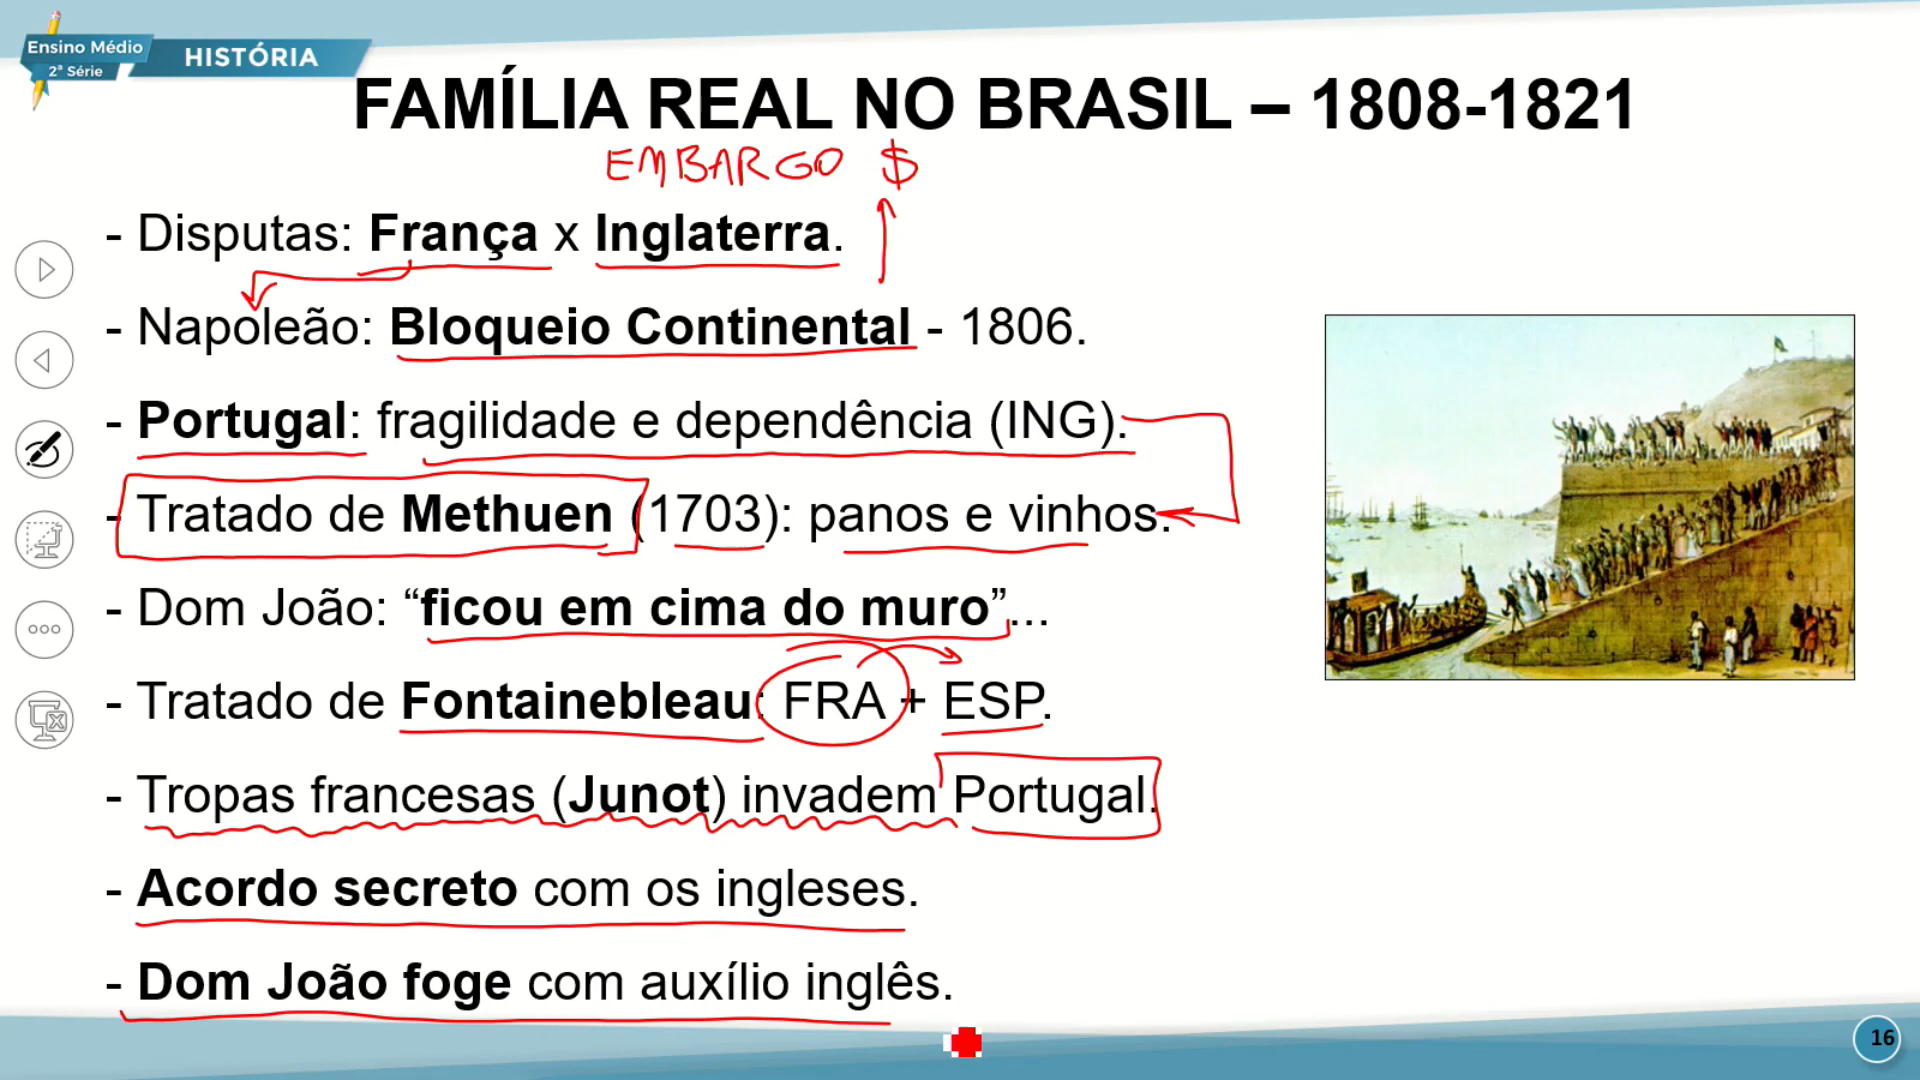 Ensino Médio
2ª Série
HISTÓRIA
FAMÍLIA REAL NO BRASIL – 1808-1821
EMBARGO $
- Disputas: França x Inglaterra.
- Napoleão: Bloqueio Continental - 1806.
- Portugal: fragilidade e dependência (ING).
- Tratado de Methuen (1703): panos e vinhos.
- Dom João: “ficou em cima do muro”...
- Tratado de Fontainebleau: FRA + ESP.
- Tropas francesas (Junot) invadem Portugal.
- Acordo secreto com os ingleses.
- Dom João foge com auxílio inglês.
16